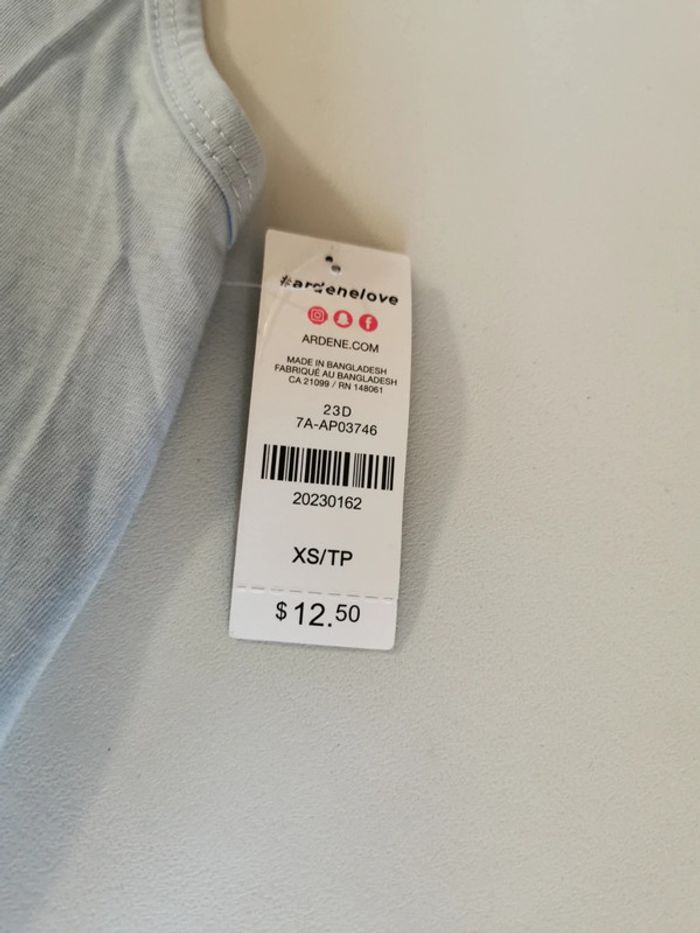 #ardenelove
ARDENE.COM
MADE IN BANGLADESH
FABRIQUÉ AU BANGLADESH
CA 21099 / RN 148061
23D
7A-AP03746
20230162
XS/TP
$12.50